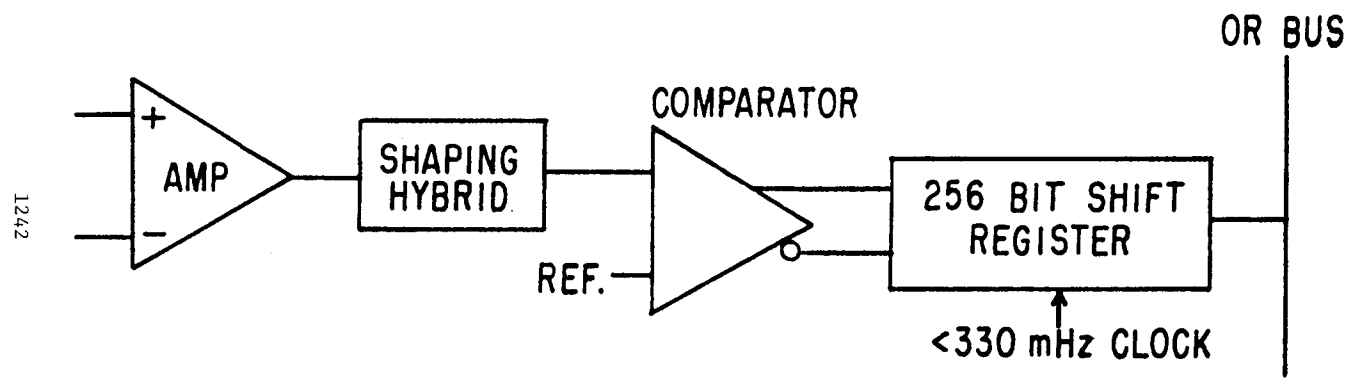 OR BUS
COMPARATOR
+
AMP
−
SHAPING
HYBRID
REF.
256 BIT SHIFT
REGISTER
<330 mHz CLOCK
1242